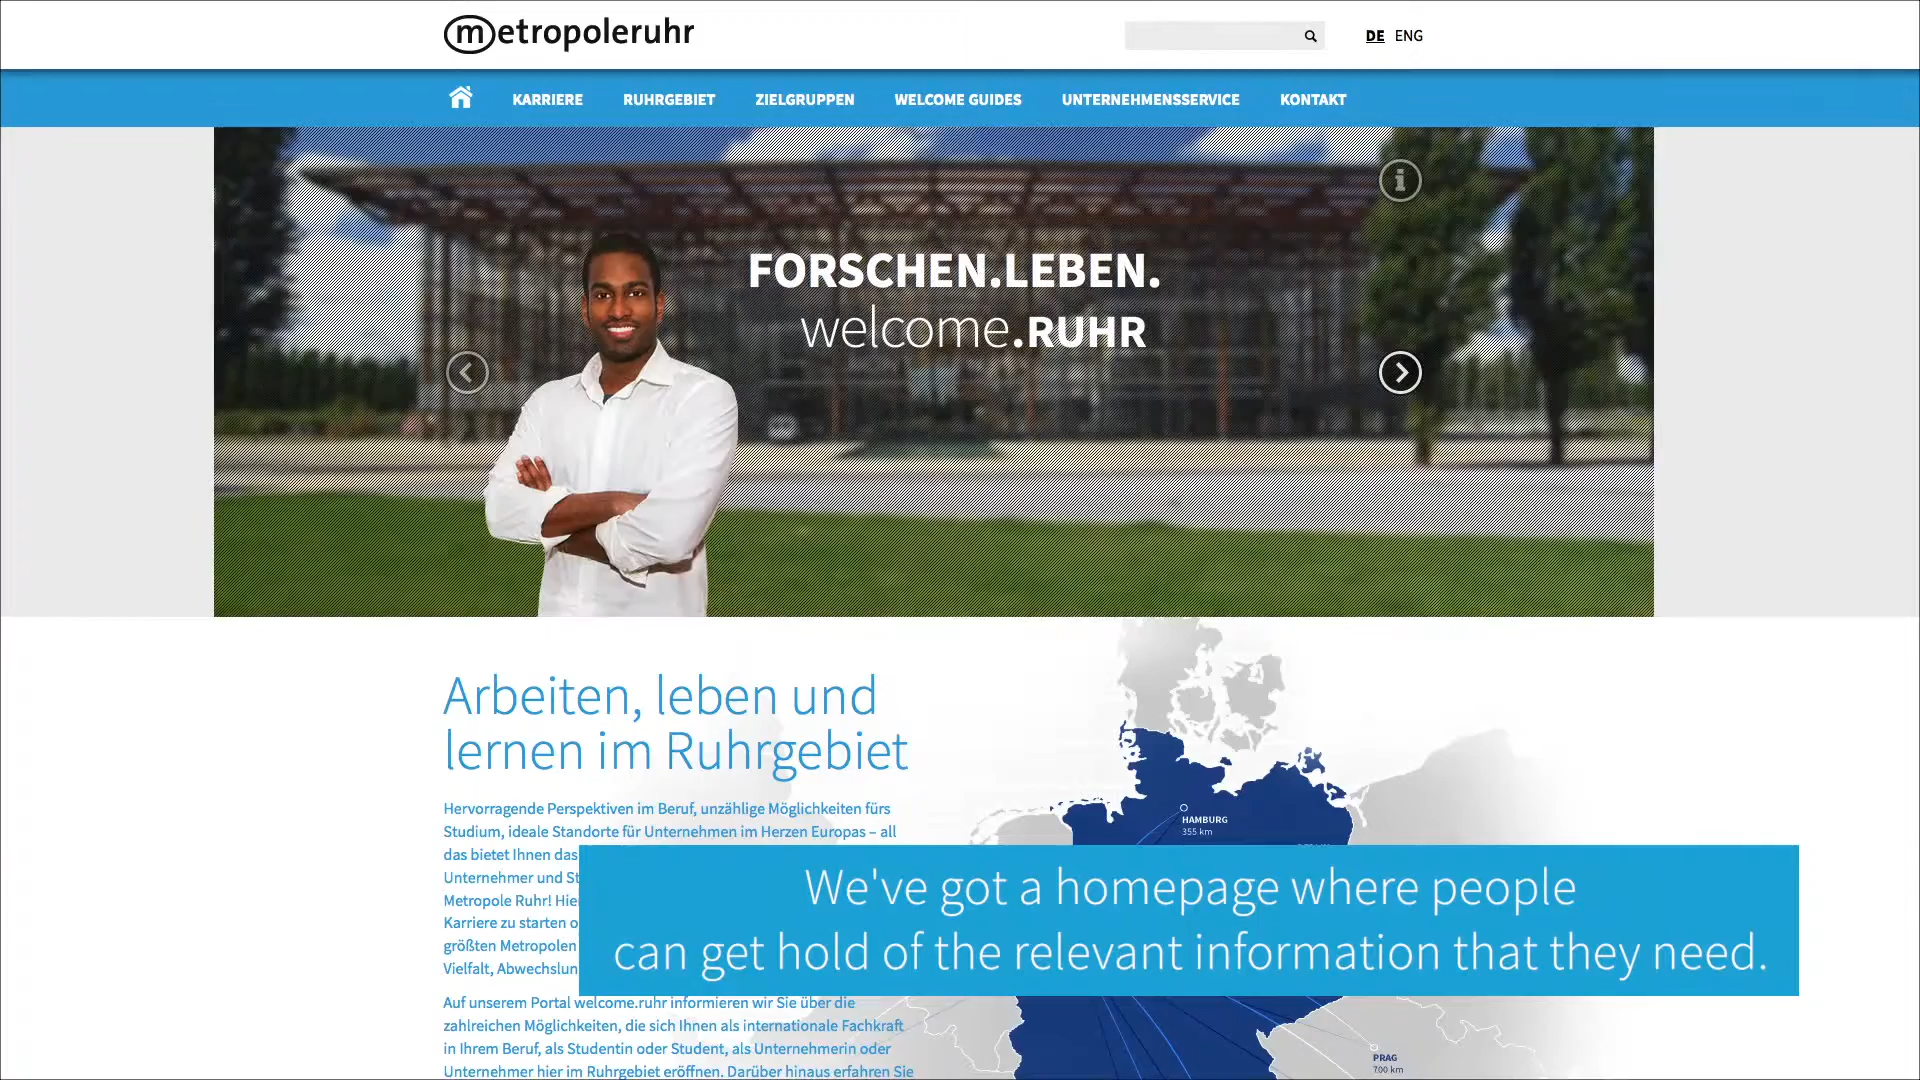 metropoleruhr
DE ENG
KARRIERE RUHRGEBIET ZIELGRUPPEN WELCOME GUIDES UNTERNEHMENSSERVICE KONTAKT
FORSCHEN.LEBEN.
welcome.RUHR
Arbeiten, leben und
lernen im Ruhrgebiet
Hervorragende Perspektiven im Beruf, unzählige Möglichkeiten fürs
Studium, ideale Standorte für Unternehmen im Herzen Europas – all
das bietet Ihnen das
Unternehmer und St
Metropole Ruhr! Hie
Karriere zu starten o
größten Metropolen
Vielfalt, Abwechslun
Auf unserem Portal welcome.ruhr informieren wir Sie über die
zahlreichen Möglichkeiten, die sich Ihnen als internationale Fachkraft
in Ihrem Beruf, als Studentin oder Student, als Unternehmerin oder
Unternehmer hier im Ruhrgebiet eröffnen. Darüber hinaus erfahren Sie
HAMBURG
355 km
We've got a homepage where people
can get hold of the relevant information that they need.
PRAG
700 km